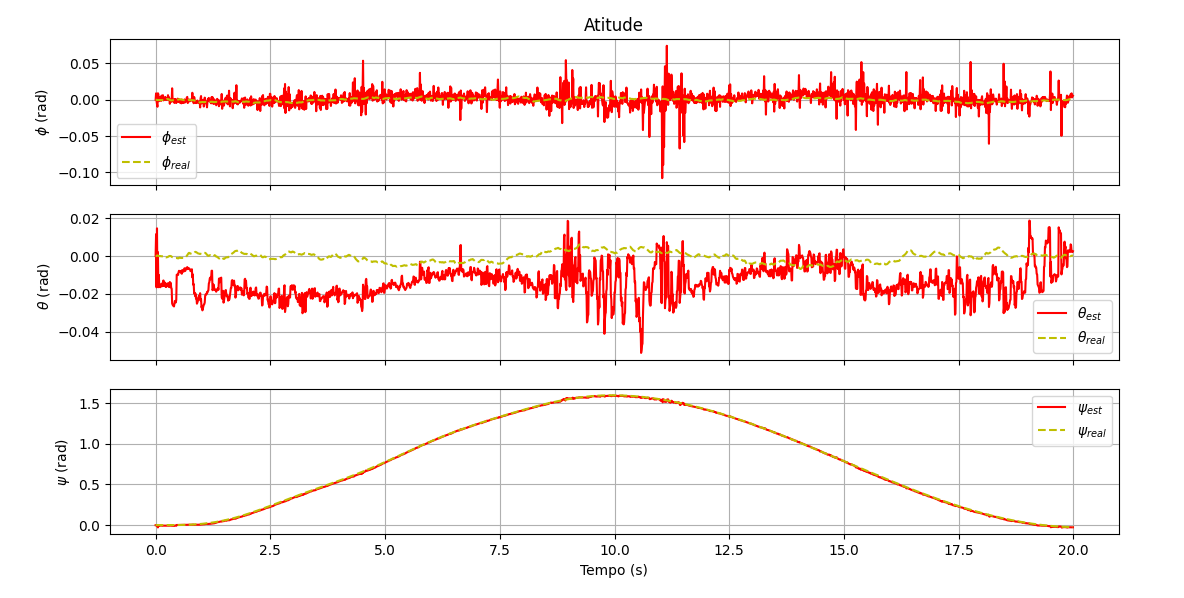 Atitude
0.05
0.00
−0.05
−0.10
ϕ (rad)
ϕest
ϕreal
0.02
0.00
−0.02
−0.04
θ (rad)
θest
θreal
1.5
1.0
0.5
0.0
ψ (rad)
ψest
ψreal
0.0 2.5 5.0 7.5 10.0 12.5 15.0 17.5 20.0
Tempo (s)